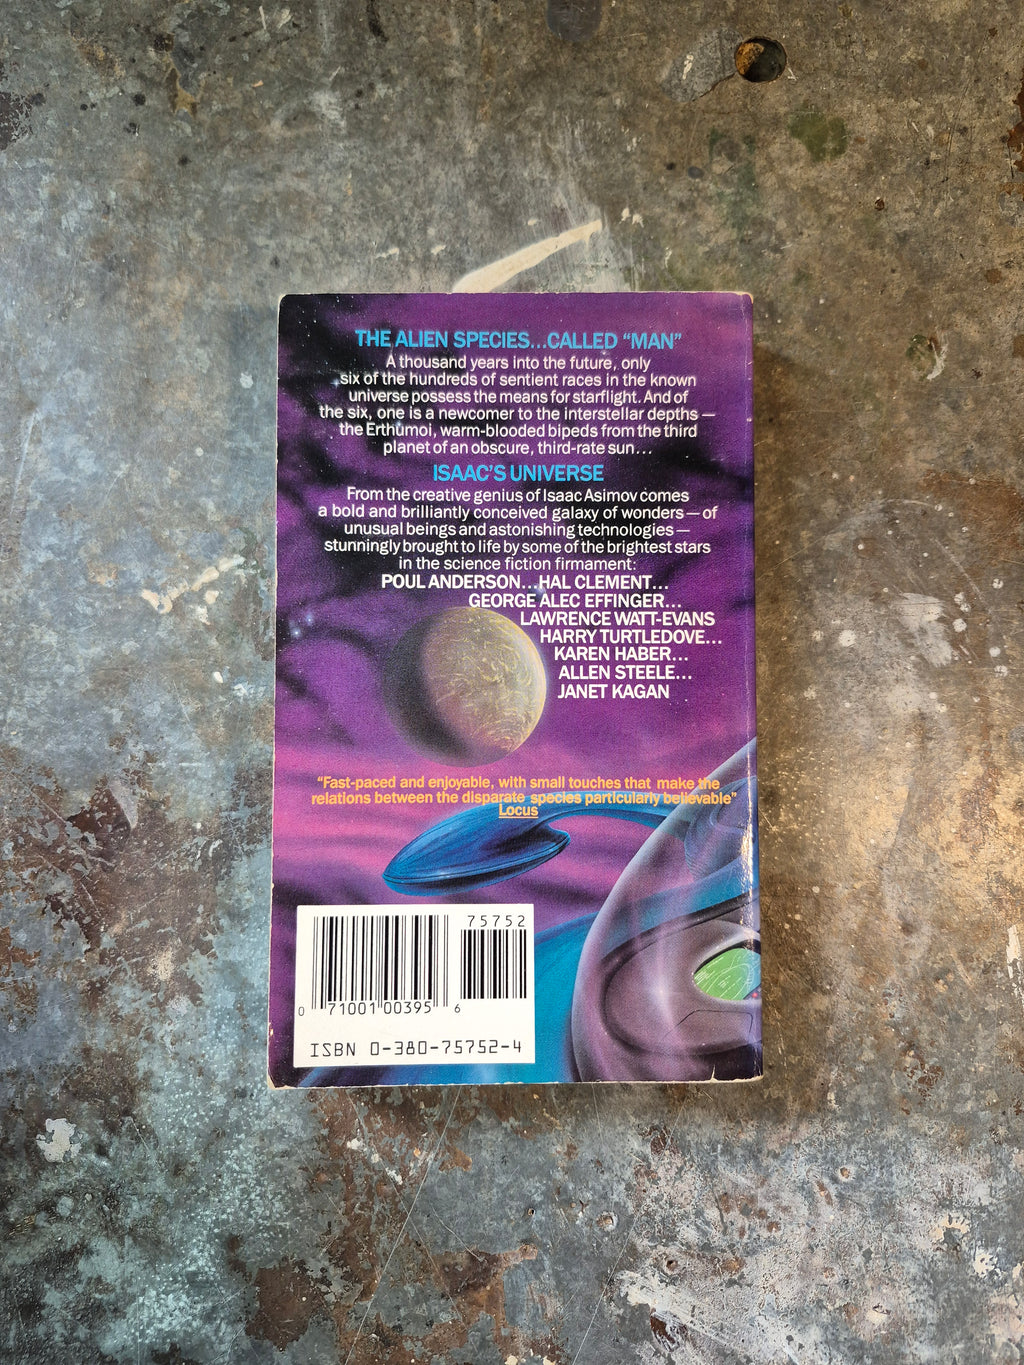 THE ALIEN SPECIES...CALLED "MAN"
A thousand years into the future, only
six of the hundreds of sentient races in the known
universe possess the means for starflight. And of
the six, one is a newcomer to the interstellar depths —
the Erthumoi, warm-blooded bipeds from the third
planet of an obscure, third-rate sun...
ISAAC'S UNIVERSE
From the creative genius of Isaac Asimov comes
a bold and brilliantly conceived galaxy of wonders — of
unusual beings and astonishing technologies —
stunningly brought to life by some of the brightest stars
in the science fiction firmament:
POUL ANDERSON...HAL CLEMENT...
GEORGE ALEC EFFINGER...
LAWRENCE WATT-EVANS
HARRY TURTLEDOVE...
KAREN HABER...
ALLEN STEELE...
JANET KAGAN
"Fast-paced and enjoyable, with small touches that make the
relations between the disparate species particularly believable"
Locus
75752
0 71001 00395 6
ISBN 0-380-75752-4